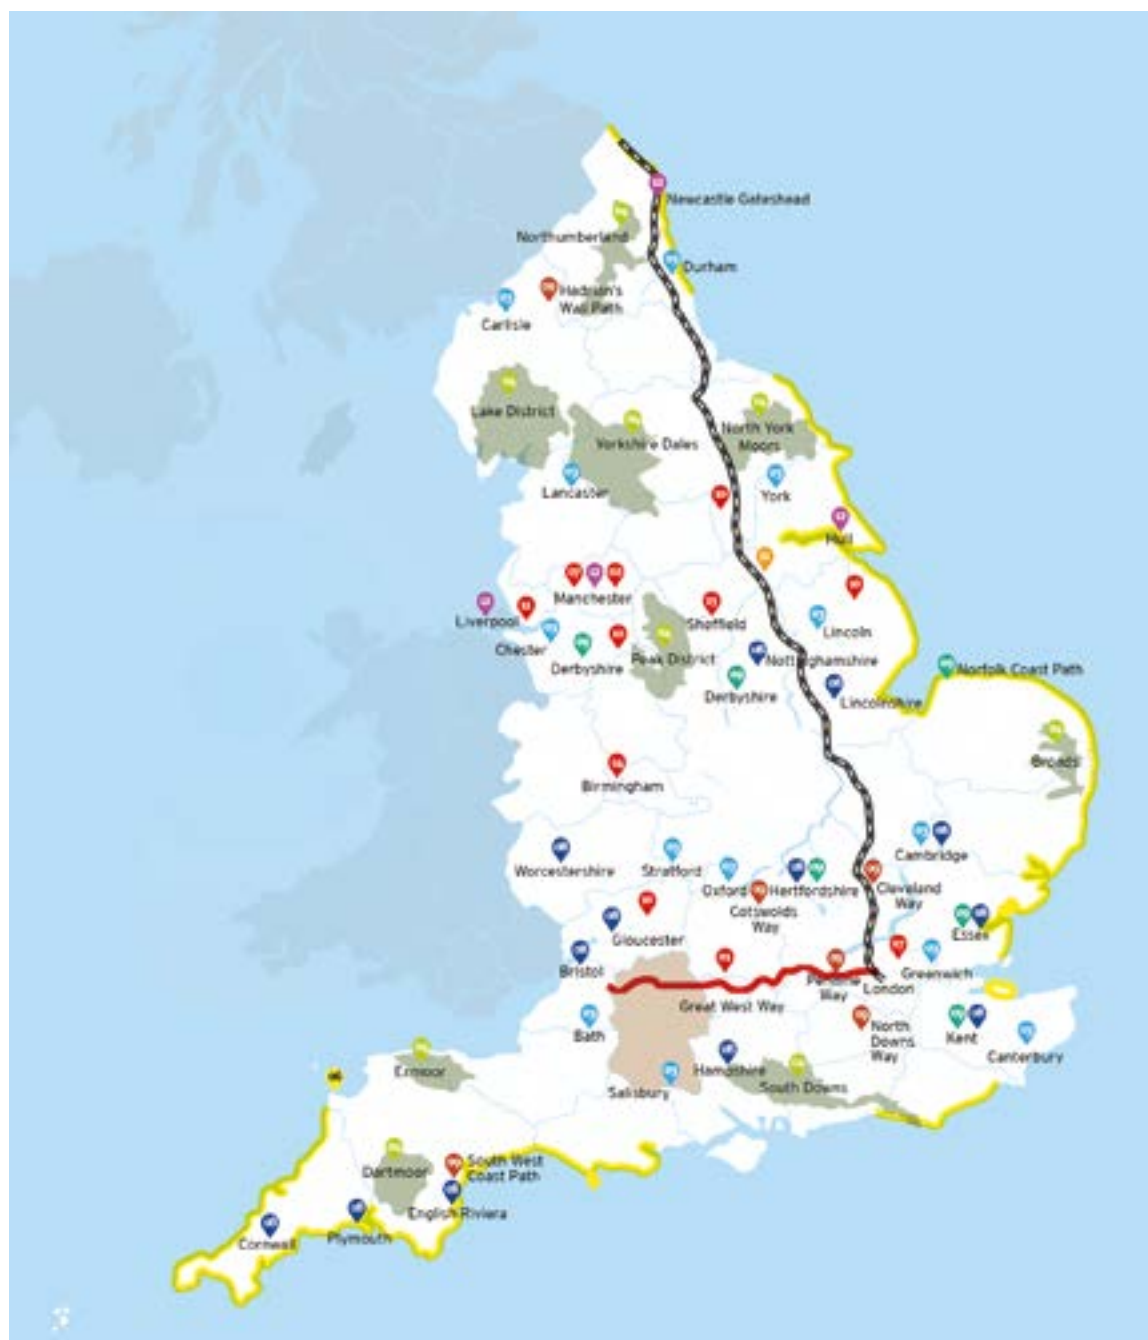 Newcastle Gateshead
Northumberland
Durham
Hadrian's
Wall Path
Carlisle
Lake District
Yorkshire Dales
North York
Moors
Lancaster
York
Hull
Manchester
Liverpool
Sheffield
Lincoln
Chester
Derbyshire
Peak District
Nottinghamshire
Norfolk Coast Path
Derbyshire
Lincolnshire
Broads
Birmingham
Cambridge
Worcestershire
Stratford
Oxford
Hertfordshire
Cleveland
Way
Cotswolds
Way
Essex
Gloucester
Bristol
Greenwich
Pennine
Way
London
Great West Way
Bath
North
Downs
Way
Kent
Canterbury
Exmoor
Hampshire
South Downs
Salisbury
Dartmoor
South West
Coast Path
English Riviera
Plymouth
Cornwall